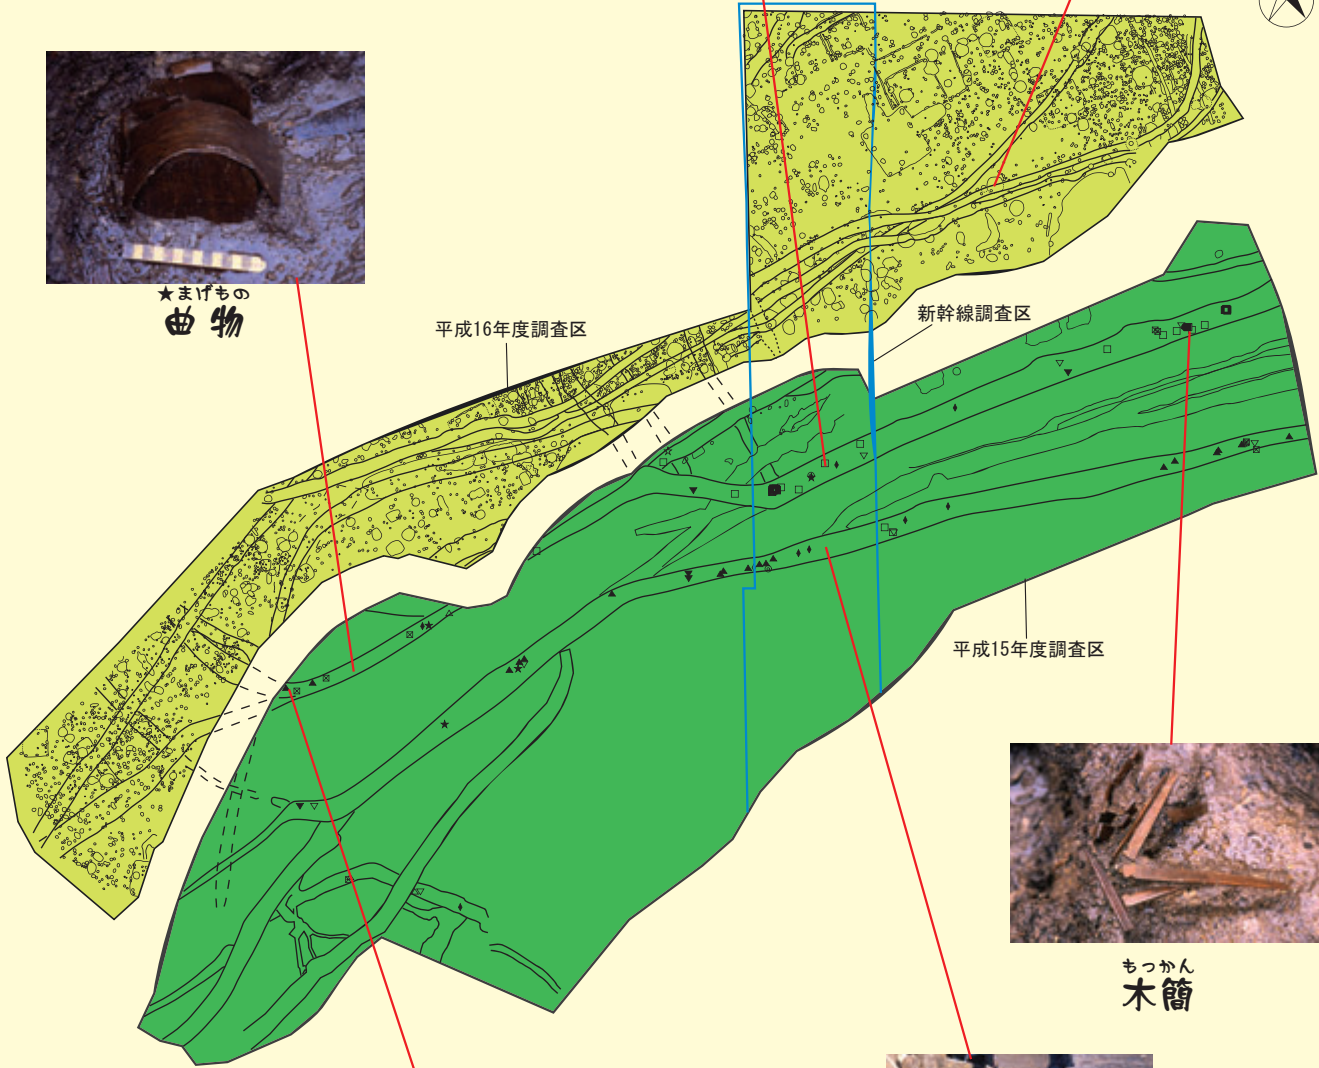 ★まげもの
曲物
平成16年度調査区
新幹線調査区
平成15年度調査区
もっかん
木簡